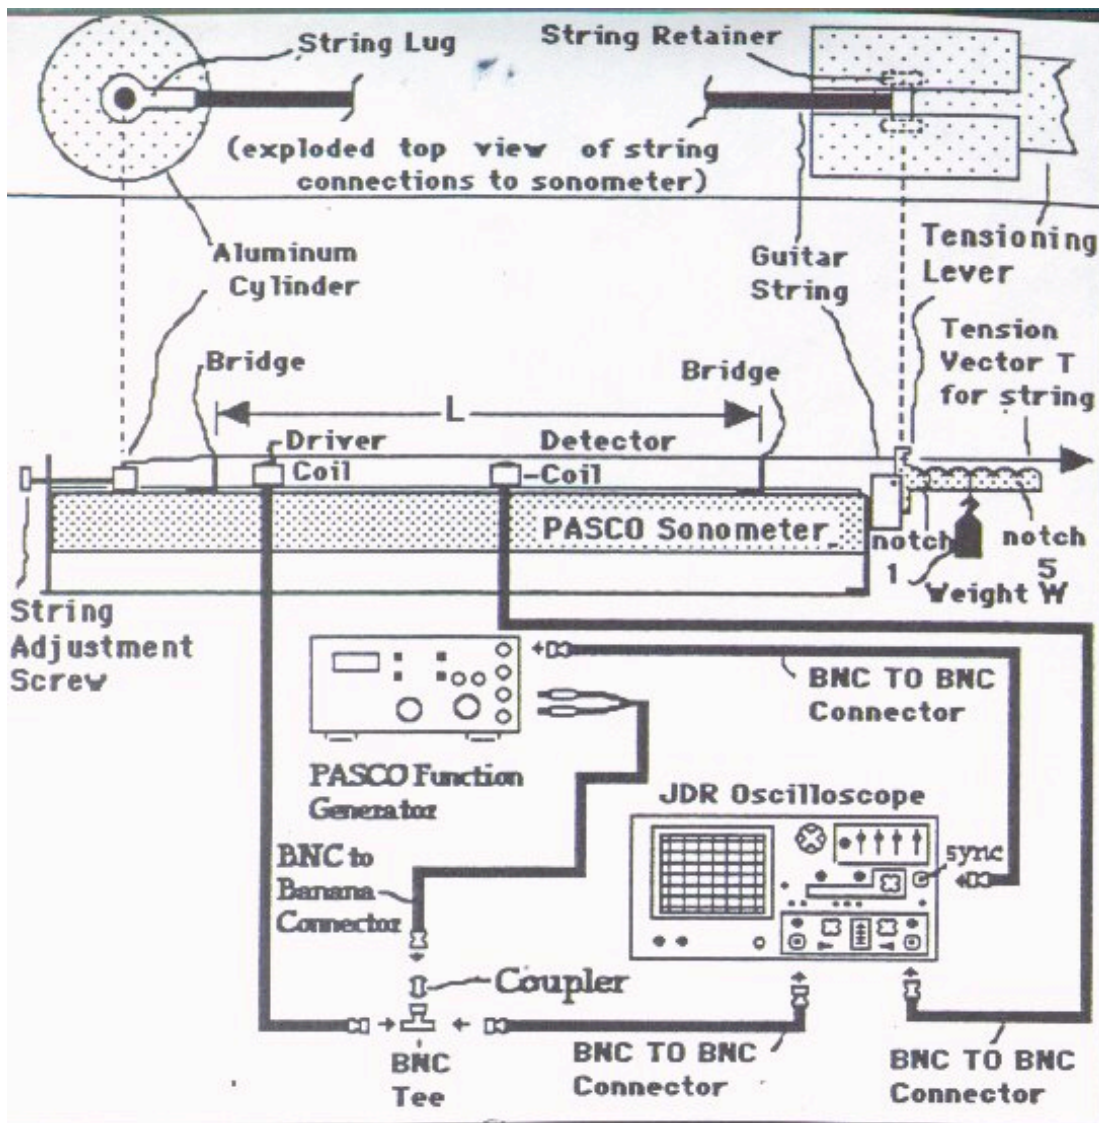 String Lug
String Retainer
(exploded top view of string
connections to sonometer)
Aluminum
Cylinder
Guitar
String
Tensioning
Lever
Bridge
Bridge
Tension
Vector T
for string
L
Driver
Coil
Detector
-Coil
PASCO Sonometer
notch
1
notch
5
Weight W
String
Adjustment
Screw
BNC TO BNC
Connector
PASCO Function
Generator
JDR Oscilloscope
sync
BNC to
Banana
Connector
Coupler
BNC
Tee
BNC TO BNC
Connector
BNC TO BNC
Connector